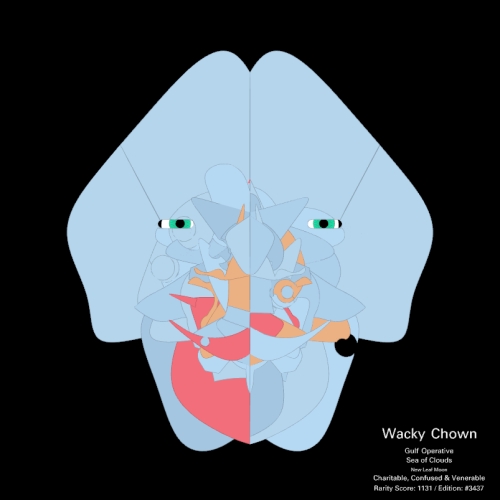 Wacky Chown
Gulf Operative
Sea of Clouds
New Leaf Moon
Charitable, Confused & Venerable
Rarity Score: 1131 / Edition: #3437